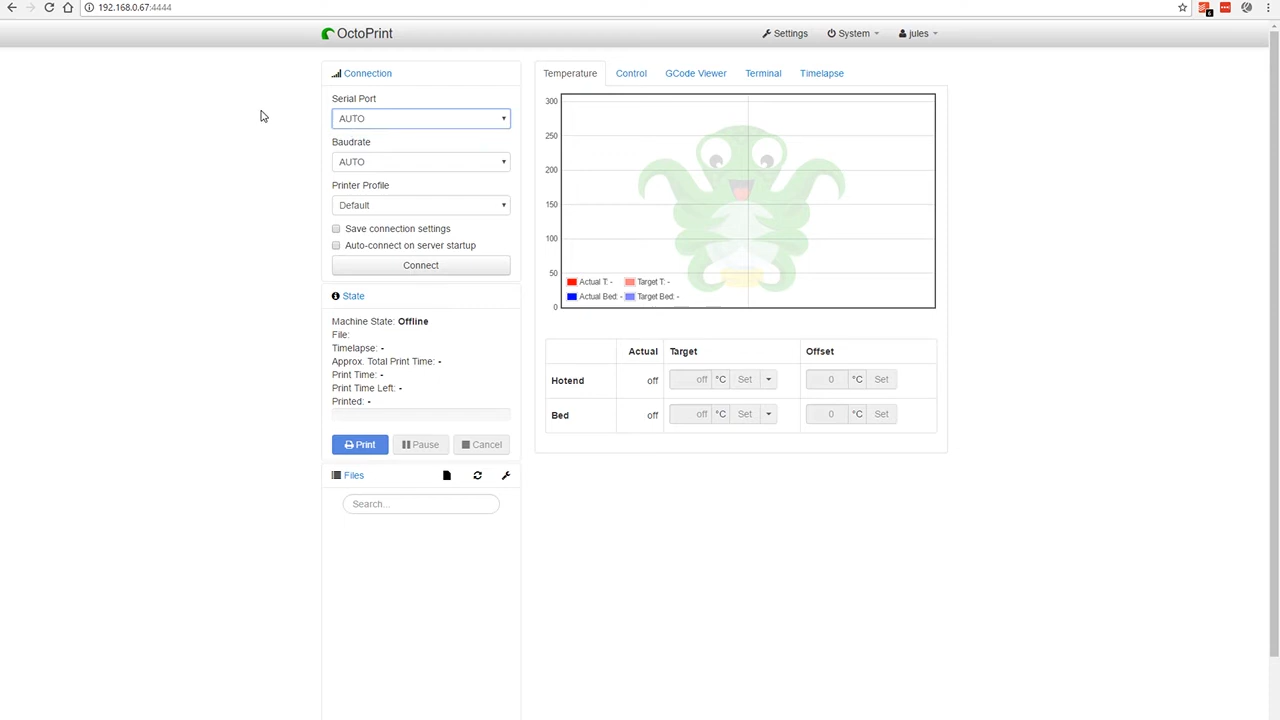 192.168.0.67:4444
6
OctoPrint
Settings
System
jules
Connection
Serial Port
AUTO
Baudrate
AUTO
Printer Profile
Default
Save connection settings
Auto-connect on server startup
Connect
State
Machine State: Offline
File:
Timelapse: -
Approx. Total Print Time: -
Print Time: -
Print Time Left: -
Printed: -
Print
Pause
Cancel
Files
Search...
Temperature
Control
GCode Viewer
Terminal
Timelapse
300
250
200
150
100
50
0
Actual T: -
Target T: -
Actual Bed: -
Target Bed: -
Actual
Target
Offset
Hotend
off
off °C Set
0 °C Set
Bed
off
off °C Set
0 °C Set